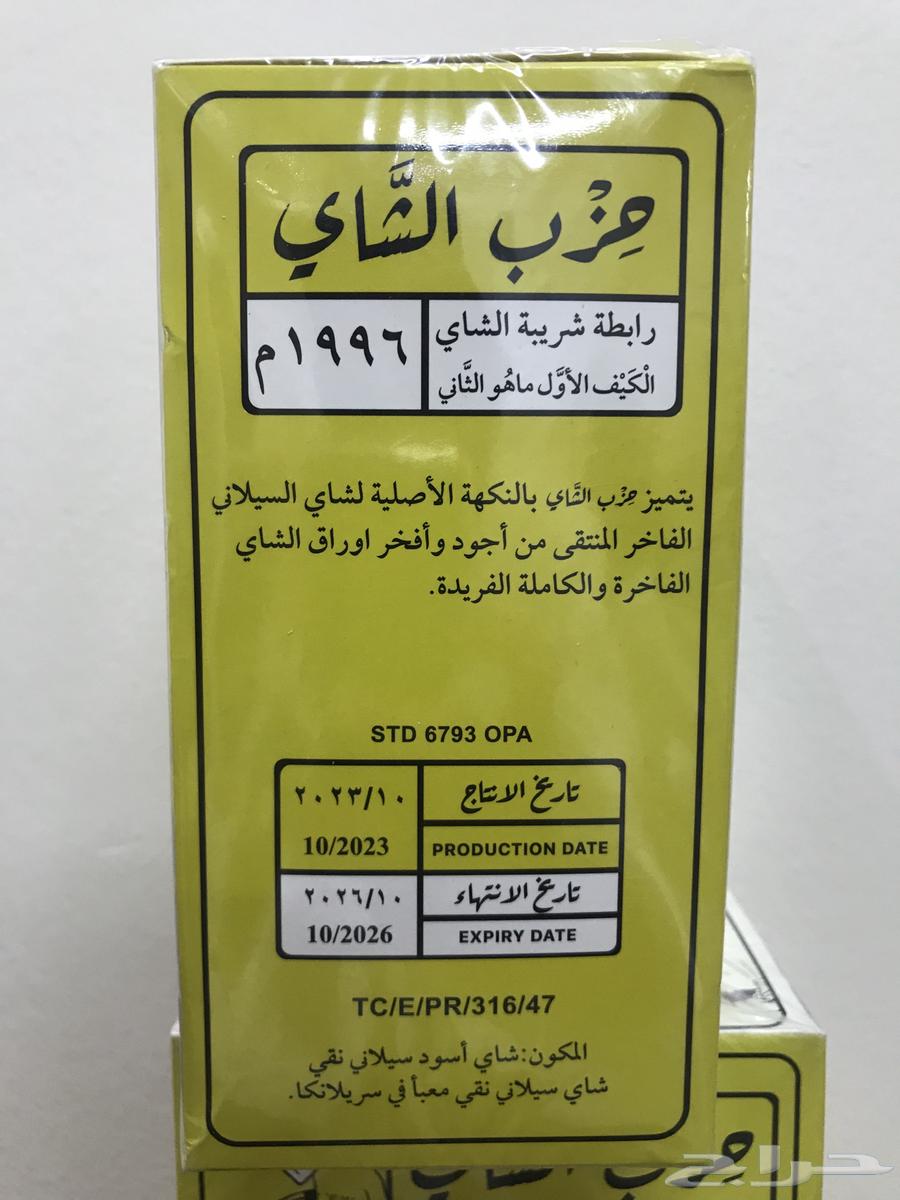 حِزْب الشَّاي
رابطة شريبة الشاي
الْكَيْف الأوَّل ماهُو الثَّاني
١٩٩٦م
يتميز حِزْب الشَّاي بالنكهة الأصلية لشاي السيلاني
الفاخر المنتقى من أجود وأفخر اوراق الشاي
الفاخرة والكاملة الفريدة.
STD 6793 OPA
تاريخ الانتاج ٢٠٢٣/١٠
PRODUCTION DATE 10/2023
تاريخ الانتهاء ٢٠٢٦/١٠
EXPIRY DATE 10/2026
TC/E/PR/316/47
المكون:شاي أسود سيلاني نقي
شاي سيلاني نقي معبأ في سريلانكا.
حراج